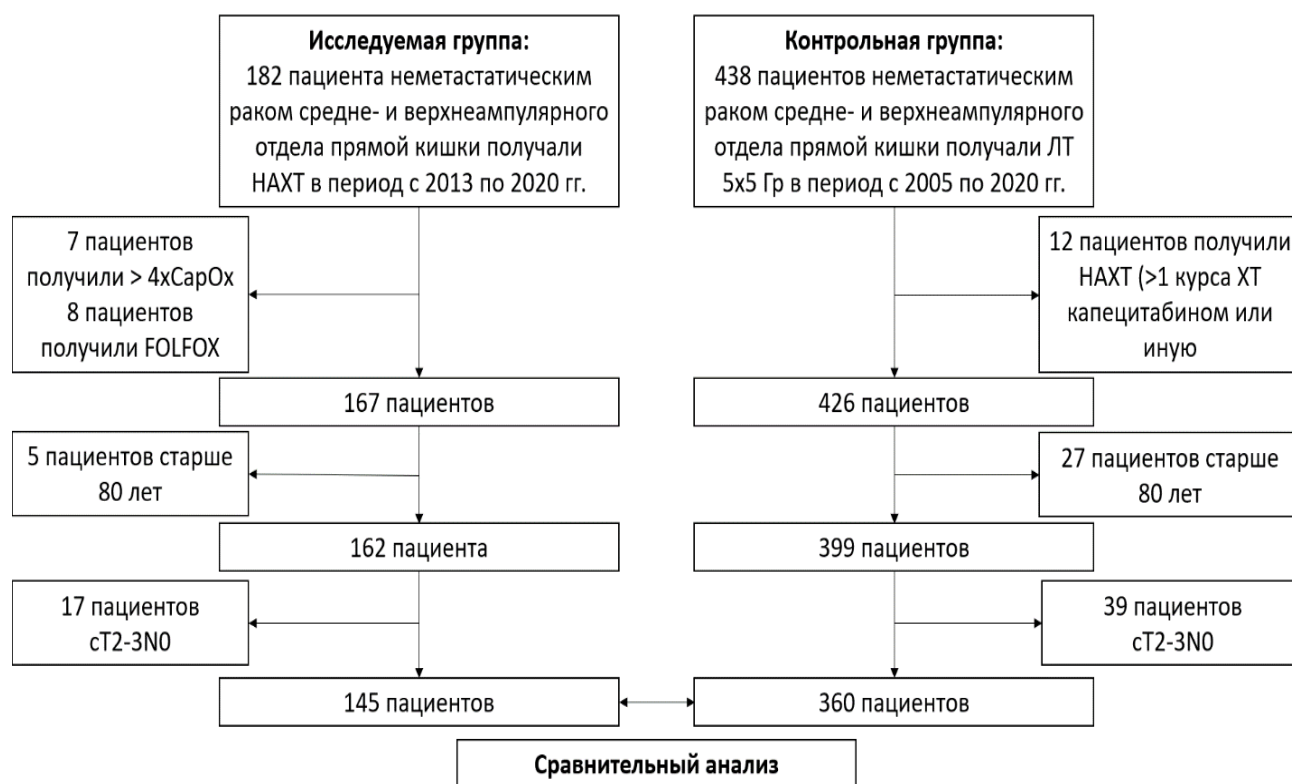 Исследуемая группа:
182 пациента неметастатическим
раком средне- и верхнеампулярного
отдела прямой кишки получали
НАХТ в период с 2013 по 2020 гг.
Контрольная группа:
438 пациентов неметастатическим
раком средне- и верхнеампулярного
отдела прямой кишки получали ЛТ
5х5 Гр в период с 2005 по 2020 гг.
7 пациентов
получили > 4xCapOx
8 пациентов
получили FOLFOX
12 пациентов получили
НАХТ (>1 курса ХТ
капецитабином или
иную
167 пациентов
426 пациентов
5 пациентов старше
80 лет
27 пациентов старше
80 лет
162 пациента
399 пациентов
17 пациентов
cT2-3N0
39 пациентов
cT2-3N0
145 пациентов
360 пациентов
Сравнительный анализ